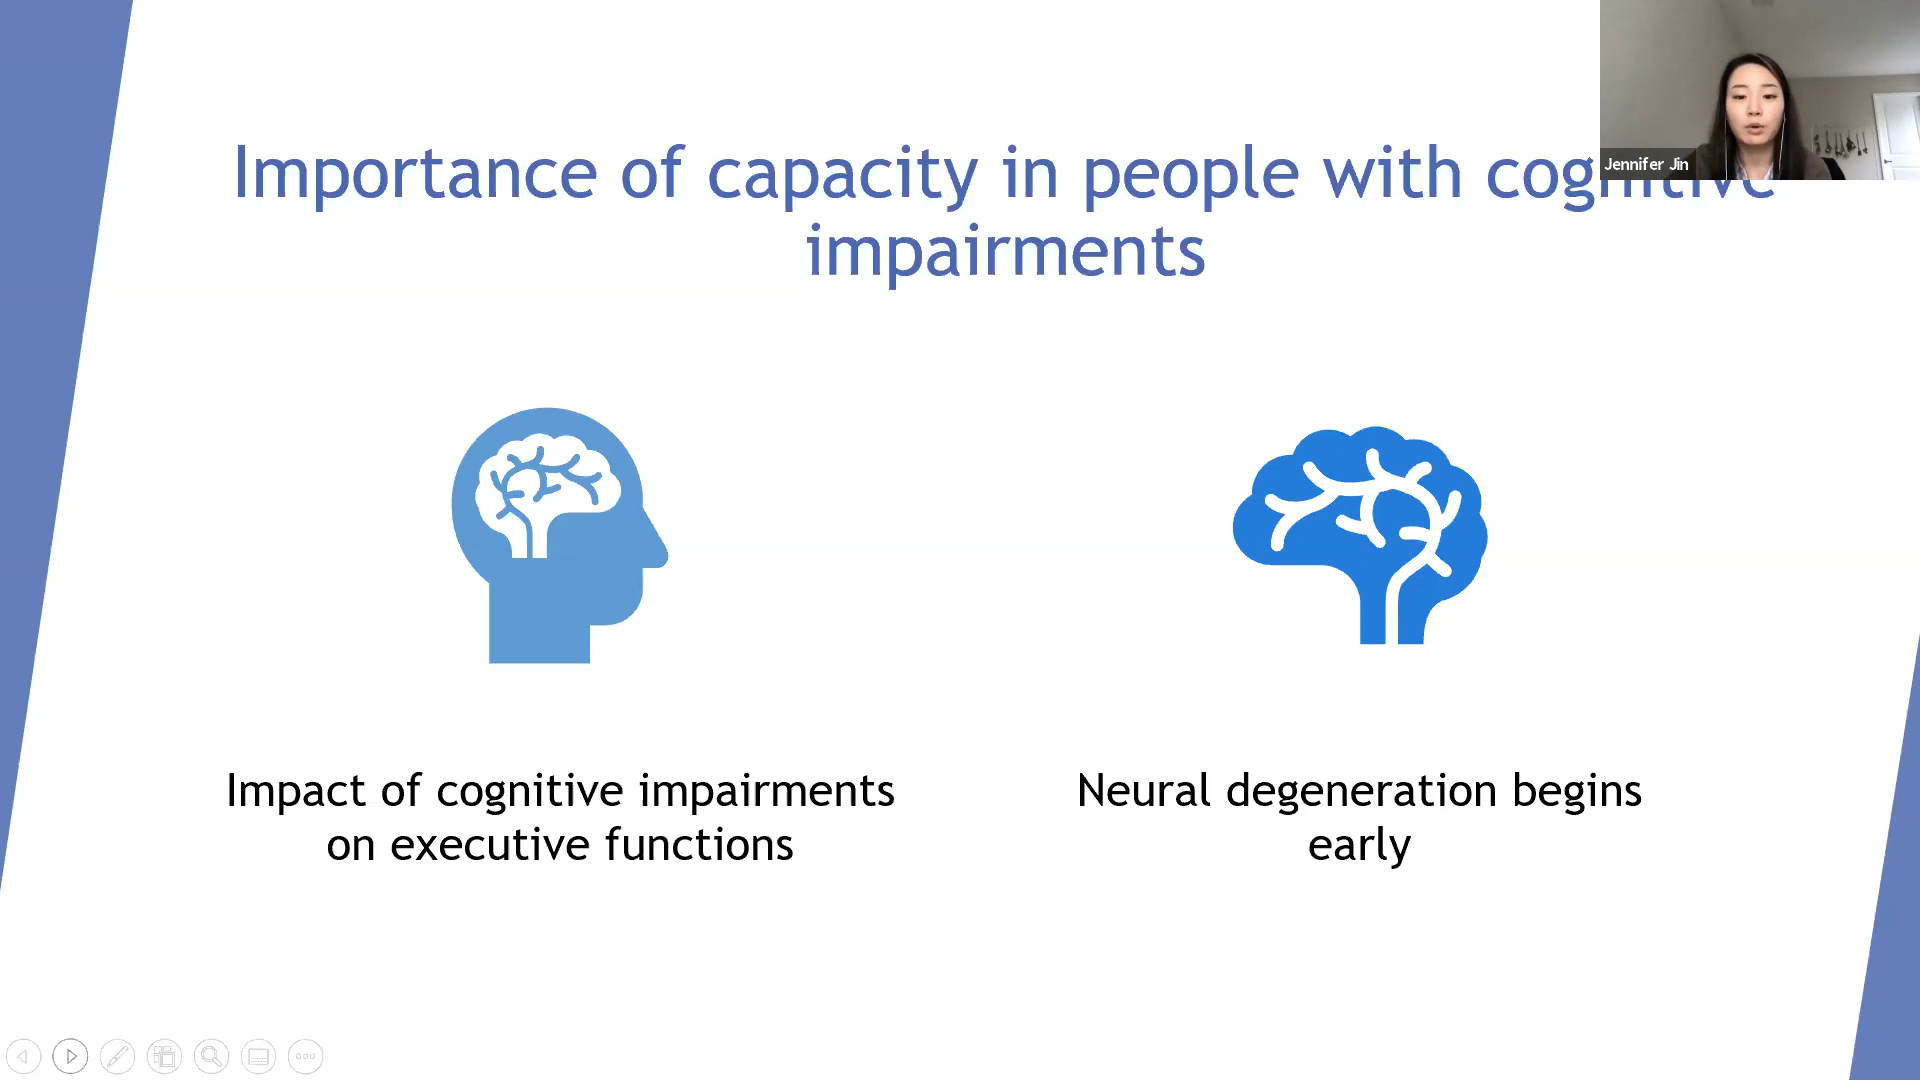 Importance of capacity in people with cognitive
impairments
Jennifer Jin
Impact of cognitive impairments
on executive functions
Neural degeneration begins
early